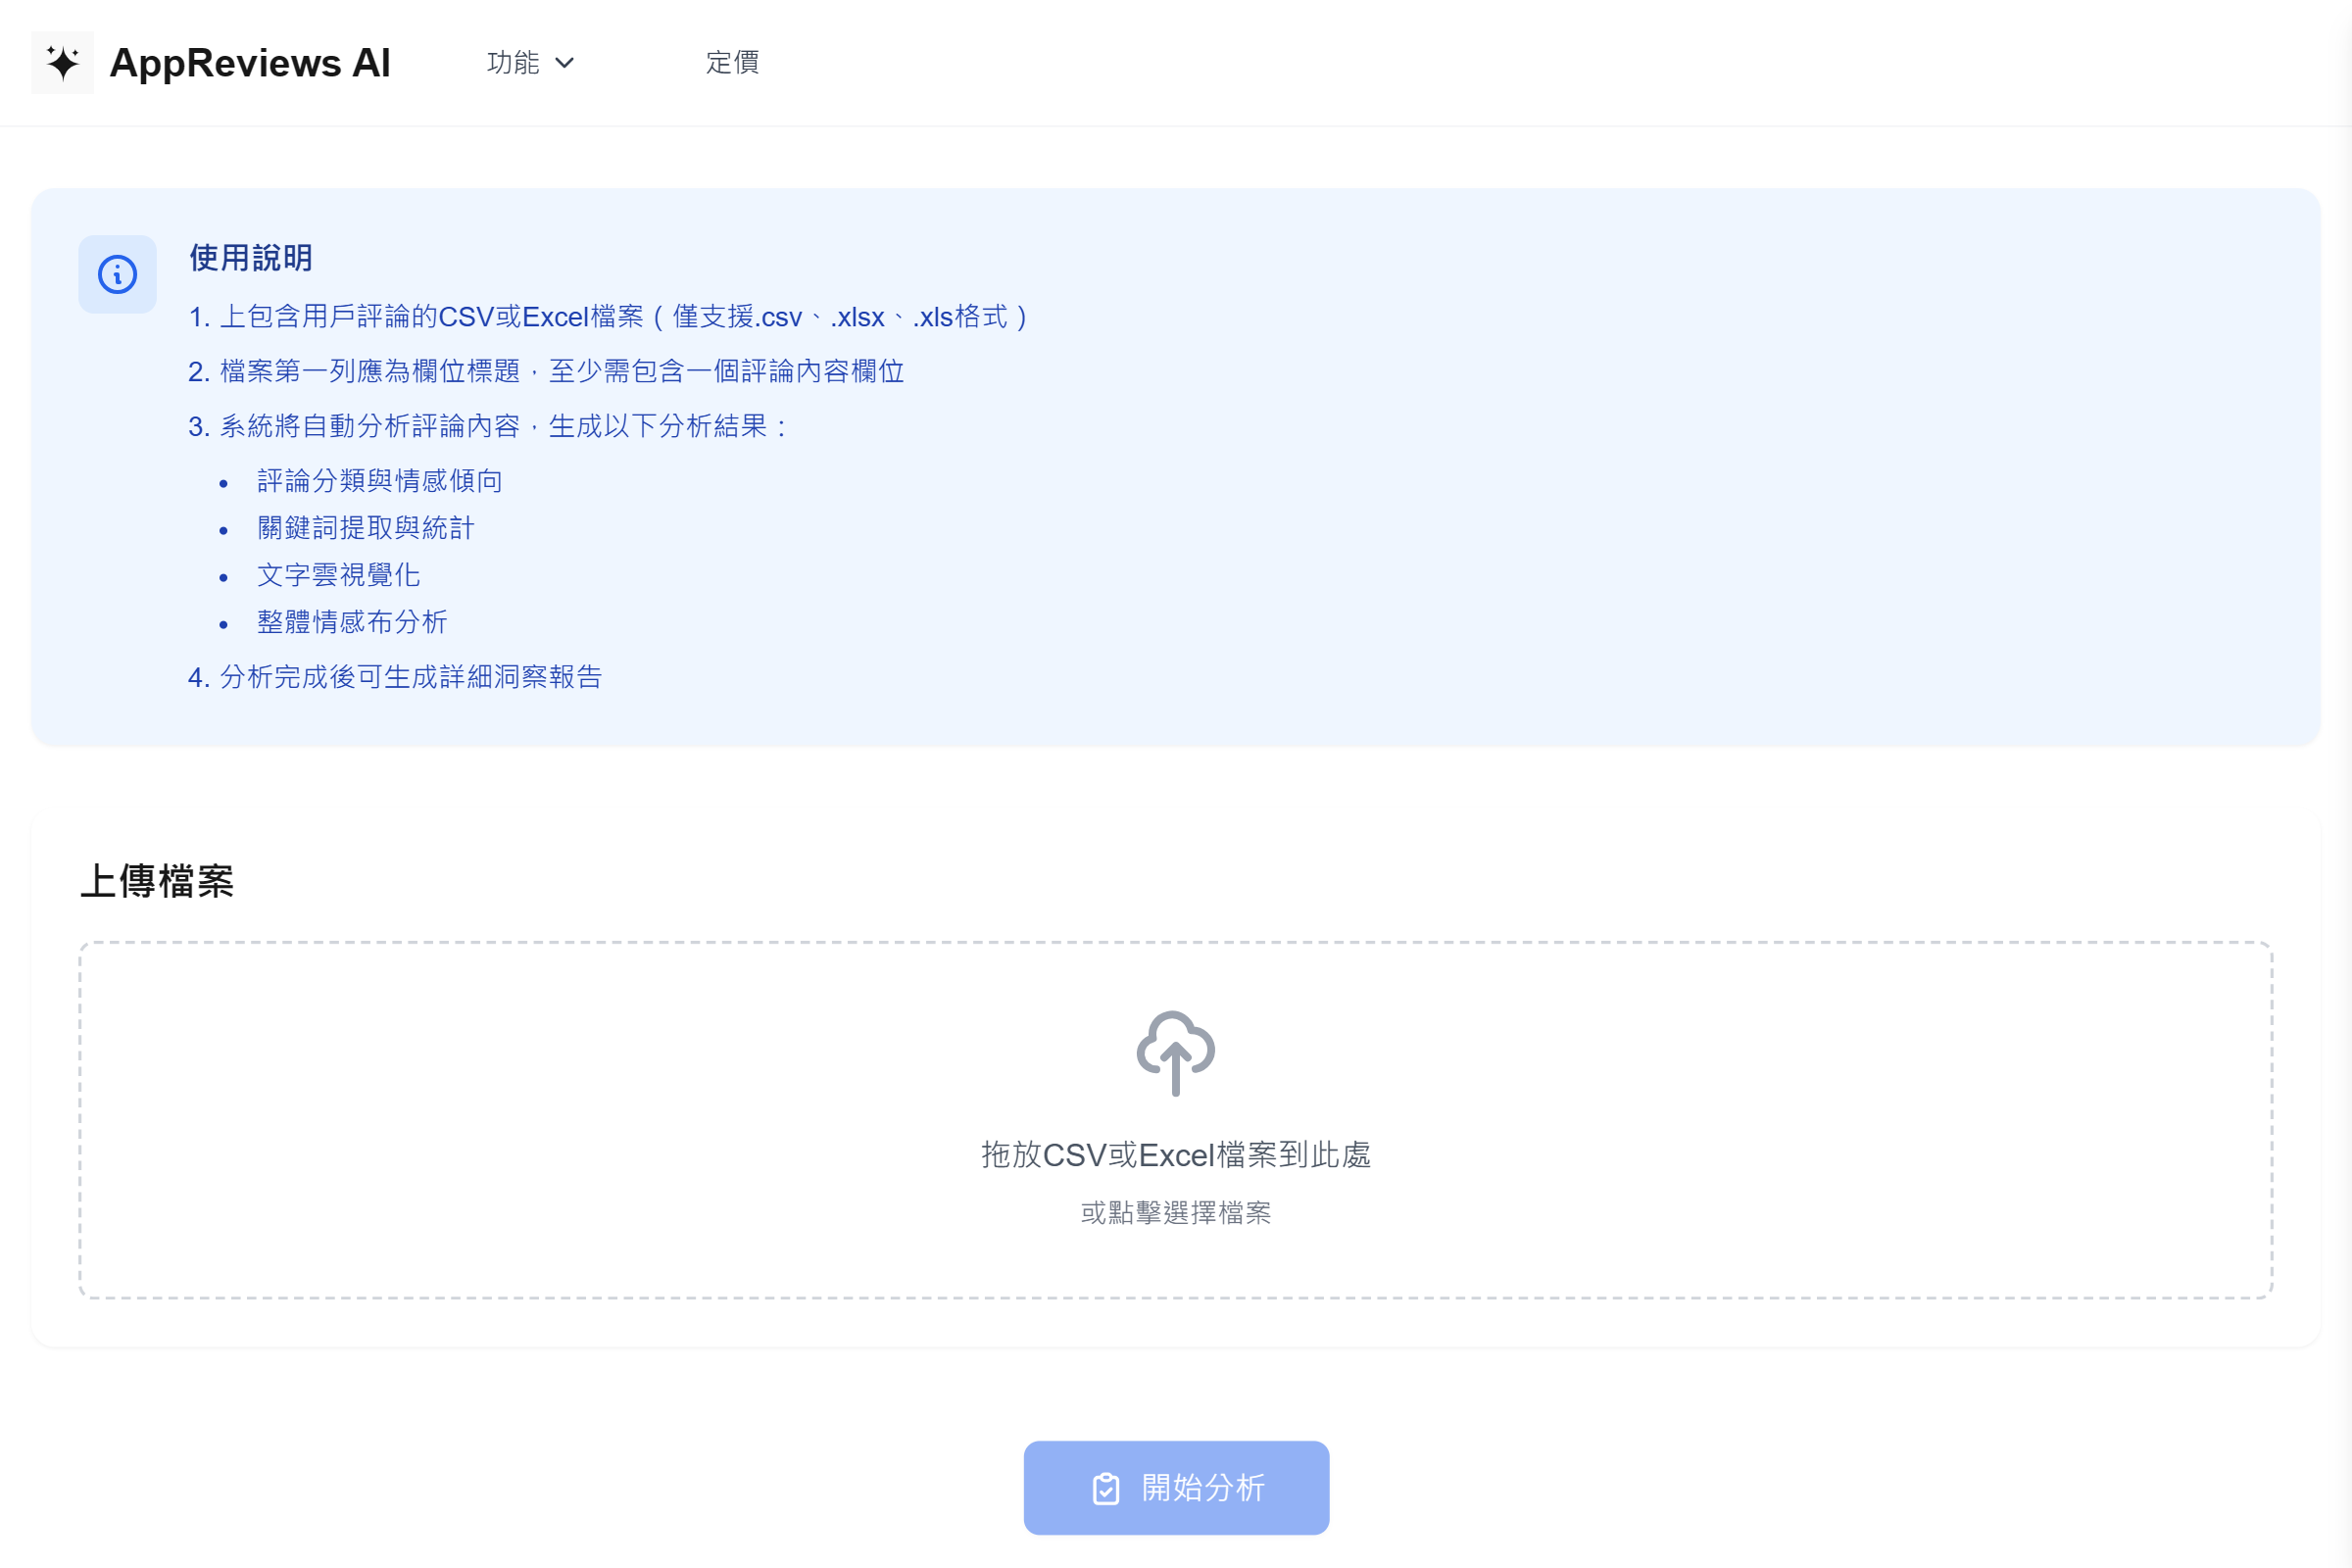 AppReviews AI
功能
定價
使用說明
1. 上包含用戶評論的CSV或Excel檔案（僅支援.csv、.xlsx、.xls格式）
2. 檔案第一列應為欄位標題，至少需包含一個評論內容欄位
3. 系統將自動分析評論內容，生成以下分析結果：
• 評論分類與情感傾向
• 關鍵詞提取與統計
• 文字雲視覺化
• 整體情感布分析
4. 分析完成後可生成詳細洞察報告
上傳檔案
拖放CSV或Excel檔案到此處
或點擊選擇檔案
開始分析